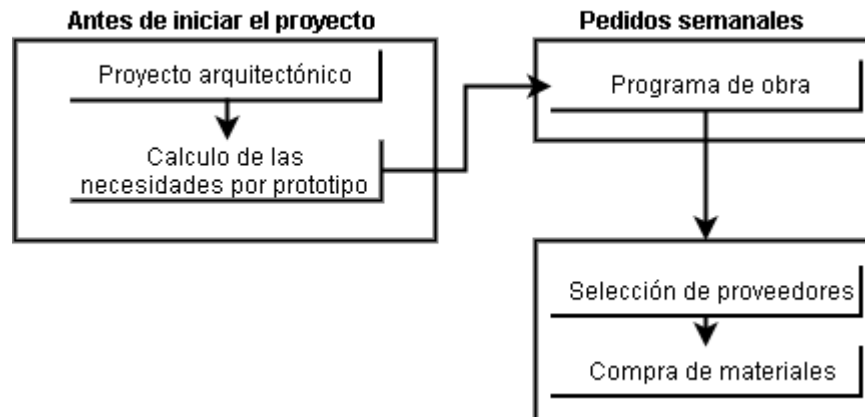 Antes de iniciar el proyecto
Proyecto arquitectónico
Calculo de las
necesidades por prototipo
Pedidos semanales
Programa de obra
Selección de proveedores
Compra de materiales